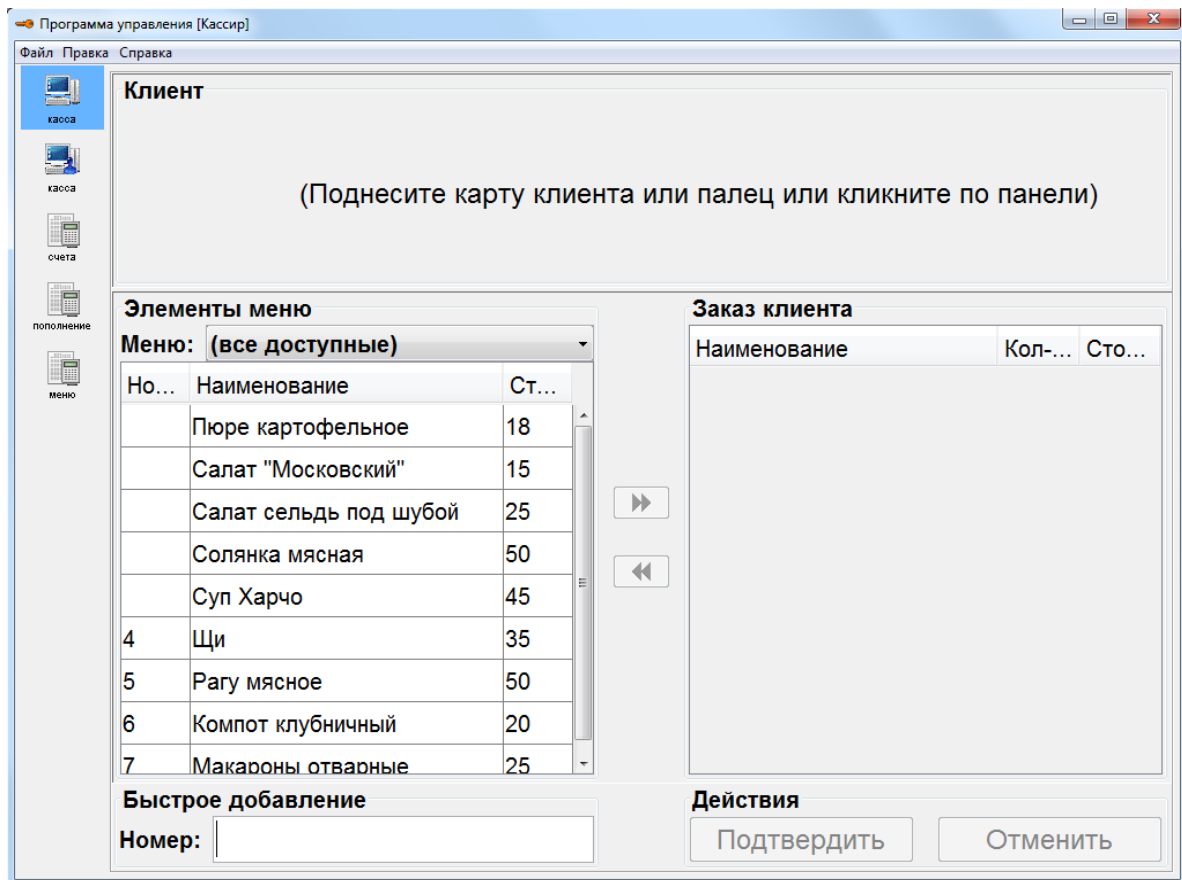 Программа управления [Кассир]
Файл Правка Справка
касса
касса
счета
пополнение
меню
Клиент
(Поднесите карту клиента или палец или кликните по панели)
Элементы меню
Меню: (все доступные)
Но... Наименование Ст...
Пюре картофельное 18
Салат "Московский" 15
Салат сельдь под шубой 25
Солянка мясная 50
Суп Харчо 45
4 Щи 35
5 Рагу мясное 50
6 Компот клубничный 20
7 Макароны отварные 25
Заказ клиента
Наименование Кол-... Сто...
Быстрое добавление
Номер:
Действия
Подтвердить Отменить